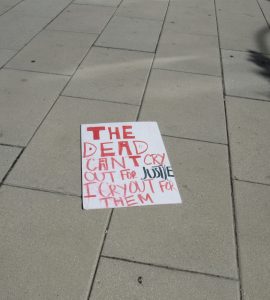 THE
DEAD
CAN'T CRY
OUT FOR JUSTICE
I CRY OUT FOR
THEM